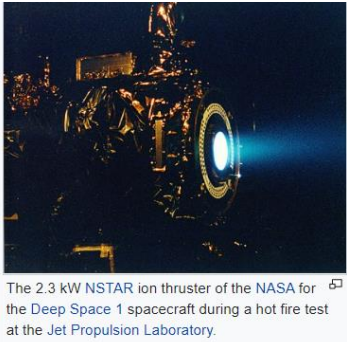 The 2.3 kW NSTAR ion thruster of the NASA for
the Deep Space 1 spacecraft during a hot fire test
at the Jet Propulsion Laboratory.